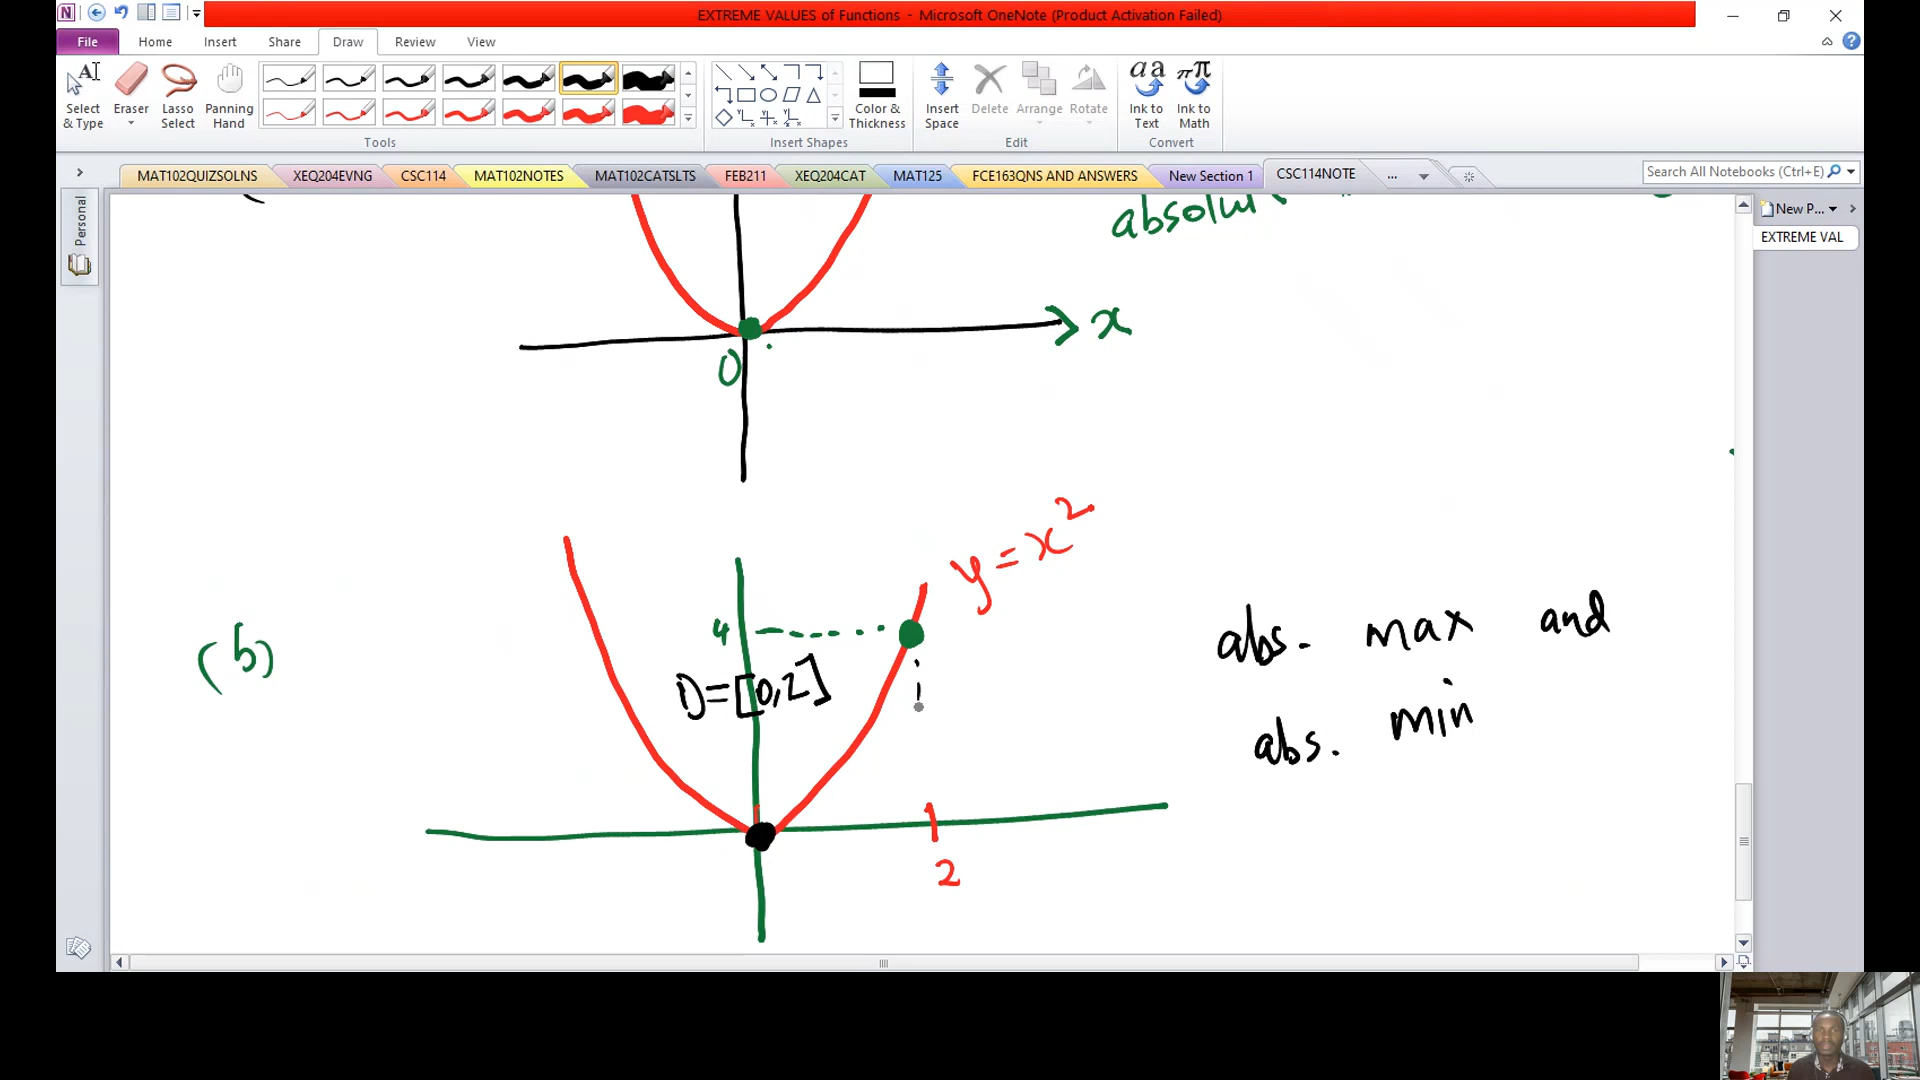 EXTREME VALUES of Functions - Microsoft OneNote (Product Activation Failed)
File Home Insert Share Draw Review View
Select & Type Eraser Lasso Select Panning Hand
Color & Thickness
Insert Space Delete Arrange Rotate
Ink to Text Ink to Math
Tools Insert Shapes Edit Convert
MAT102QUIZSOLNS XEQ204EVNG CSC114 MAT102NOTES MAT102CATSLTS FEB211 XEQ204CAT MAT125 FCE163QNS AND ANSWERS New Section 1 CSC114NOTE ...
Search All Notebooks (Ctrl+E)
Personal
New P...
EXTREME VAL
x
0
y = x²
(b)
4
D=[0,2]
abs. max and
abs. min
2